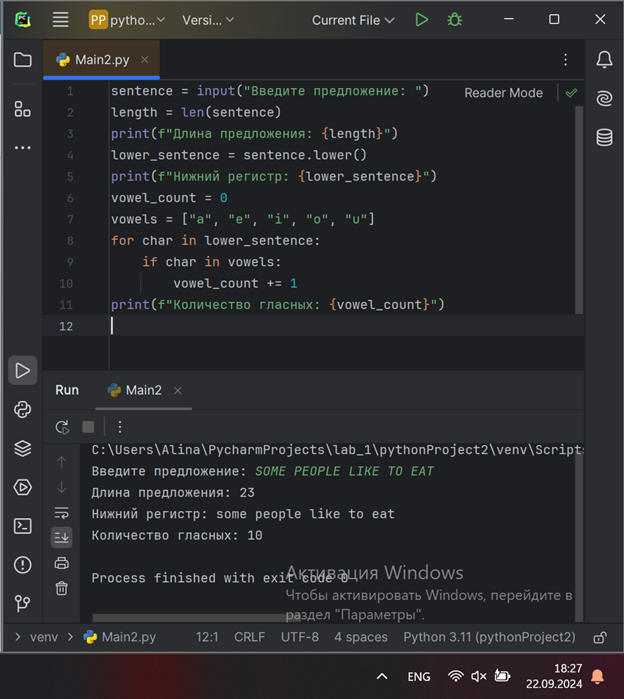 PP pytho... Versi... Current File
Main2.py
Reader Mode
1 sentence = input("Введите предложение: ")
2 length = len(sentence)
3 print(f"Длина предложения: {length}")
4 lower_sentence = sentence.lower()
5 print(f"Нижний регистр: {lower_sentence}")
6 vowel_count = 0
7 vowels = ["a", "e", "i", "o", "u"]
8 for char in lower_sentence:
9 if char in vowels:
10 vowel_count += 1
11 print(f"Количество гласных: {vowel_count}")
12
Run Main2
C:\Users\Alina\PycharmProjects\lab_1\pythonProject2\venv\Script
Введите предложение: SOME PEOPLE LIKE TO EAT
Длина предложения: 23
Нижний регистр: some people like to eat
Количество гласных: 10
Активация Windows
Process finished with exit code 0
Чтобы активировать Windows, перейдите в
раздел "Параметры".
venv Main2.py 12:1 CRLF UTF-8 4 spaces Python 3.11 (pythonProject2)
ENG 18:27
22.09.2024